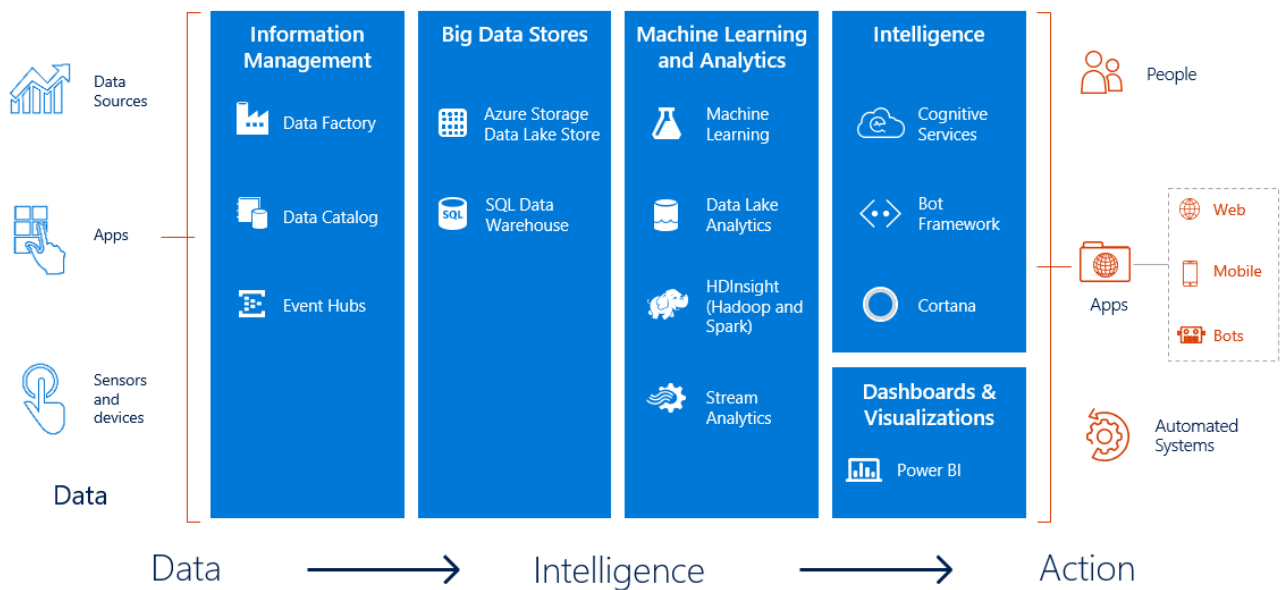 Data
Sources
Apps
Sensors
and
devices
Data
Information
Management
Data Factory
Data Catalog
Event Hubs
Big Data Stores
Azure Storage
Data Lake Store
SQL
SQL Data
Warehouse
Machine Learning
and Analytics
Machine
Learning
Data Lake
Analytics
HDInsight
(Hadoop and
Spark)
Stream
Analytics
Intelligence
Cognitive
Services
Bot
Framework
Cortana
Dashboards &
Visualizations
Power BI
People
Apps
Web
Mobile
Bots
Automated
Systems
Data
Intelligence
Action